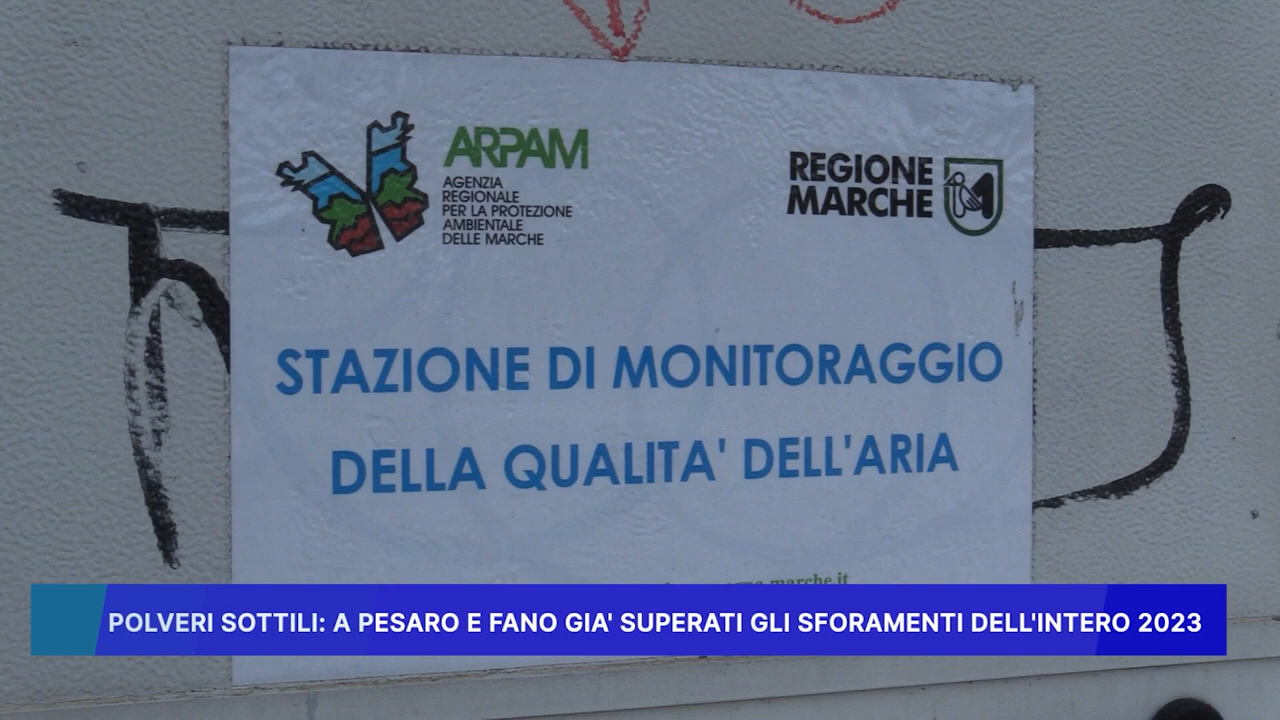 ARPAM
AGENZIA
REGIONALE
PER LA PROTEZIONE
AMBIENTALE
DELLE MARCHE
REGIONE
MARCHE
STAZIONE DI MONITORAGGIO
DELLA QUALITA' DELL'ARIA
POLVERI SOTTILI: A PESARO E FANO GIA' SUPERATI GLI SFORAMENTI DELL'INTERO 2023